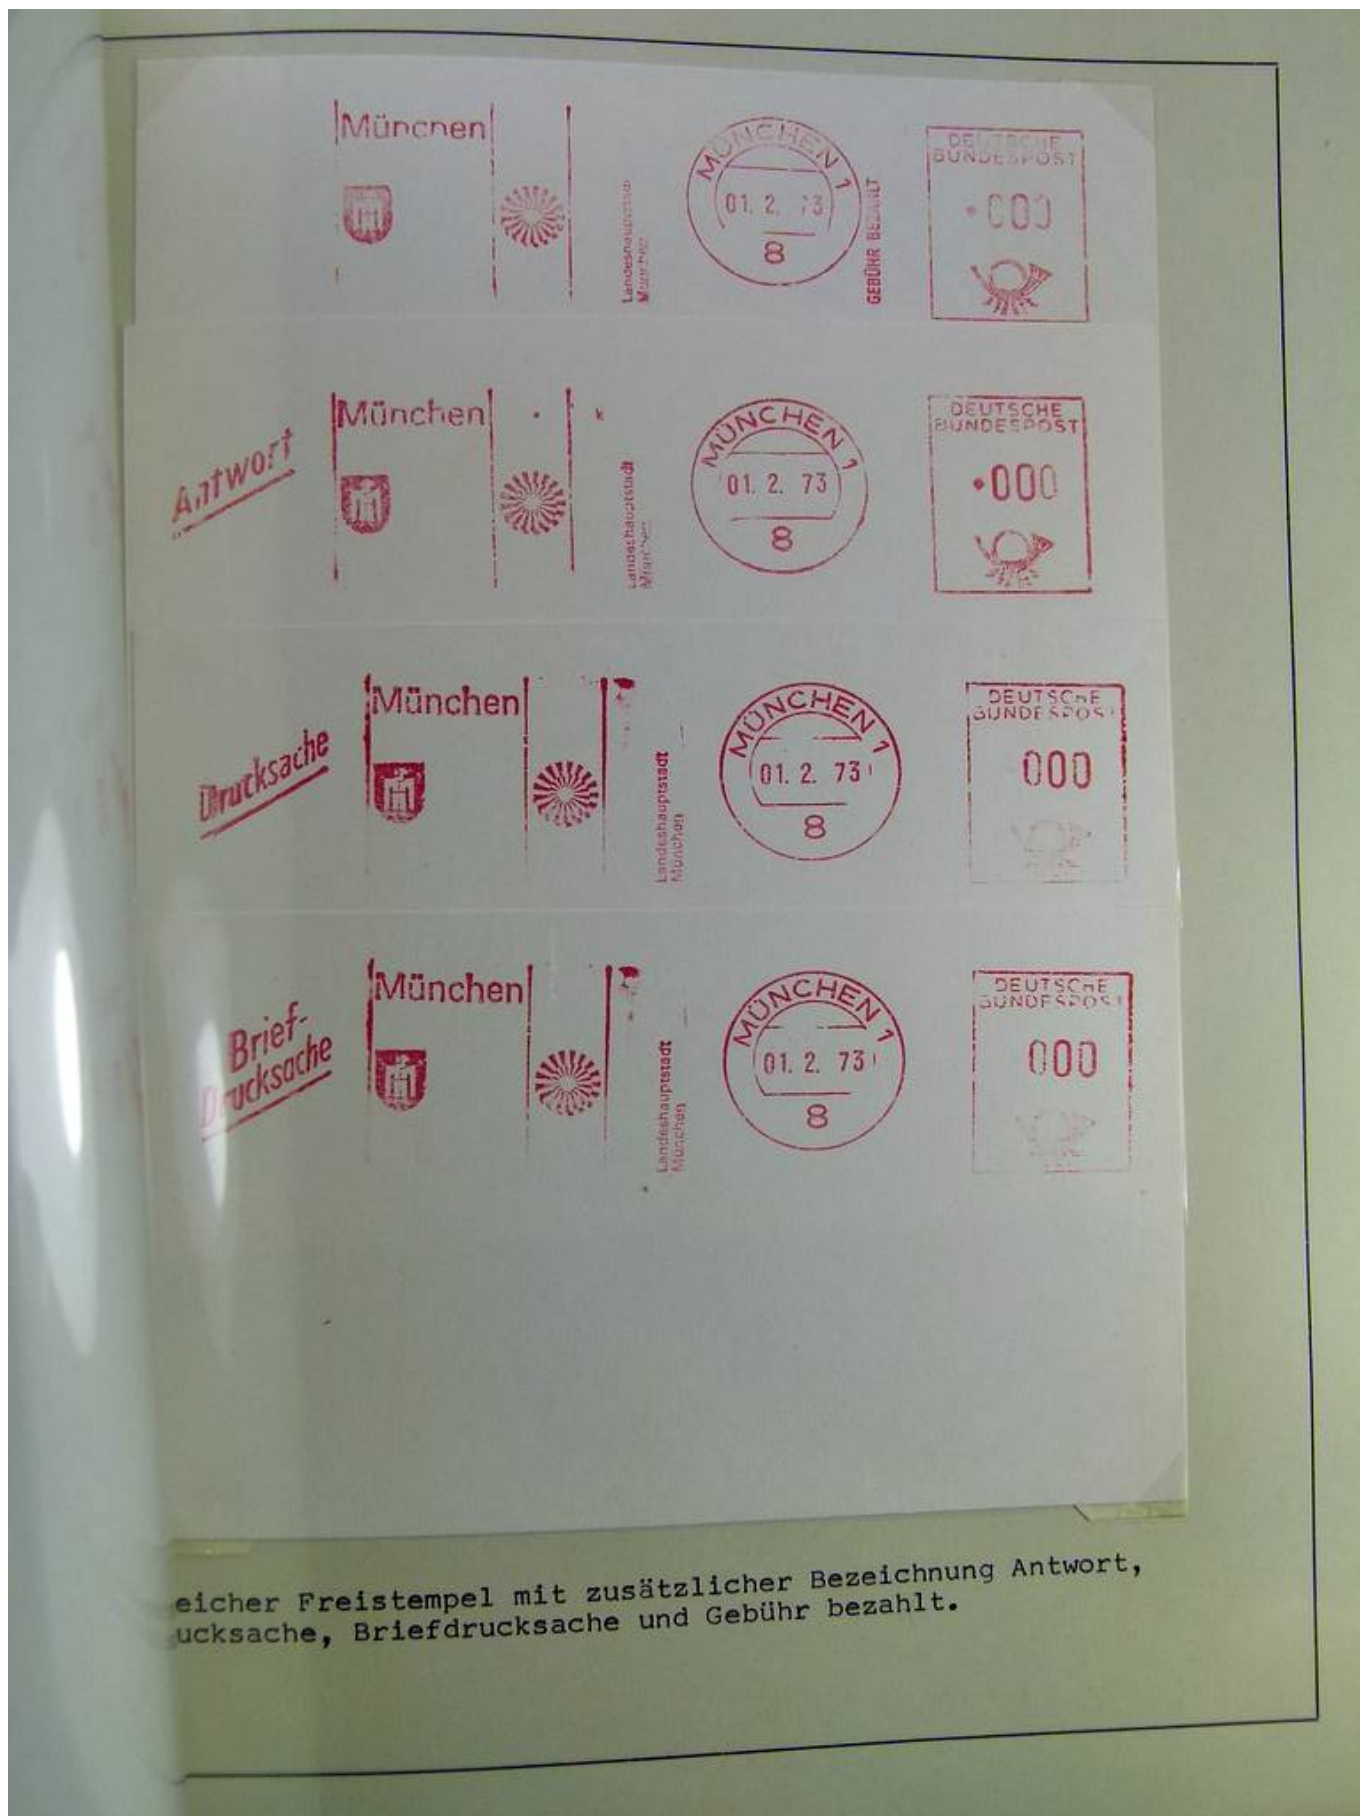 München
MÜNCHEN 1
01. 2. 73
8
Landeshauptstadt
München
GEBÜHR BEZAHLT
DEUTSCHE
BUNDESPOST
·000
Antwort
München
MÜNCHEN 1
01. 2. 73
8
Landeshauptstadt
München
DEUTSCHE
BUNDESPOST
·000
Drucksache
München
MÜNCHEN 1
01. 2. 73
8
Landeshauptstadt
München
DEUTSCHE
BUNDESPOST
000
Brief-
Drucksache
München
MÜNCHEN 1
01. 2. 73
8
Landeshauptstadt
München
DEUTSCHE
BUNDESPOST
000
eicher Freistempel mit zusätzlicher Bezeichnung Antwort,
ucksache, Briefdrucksache und Gebühr bezahlt.